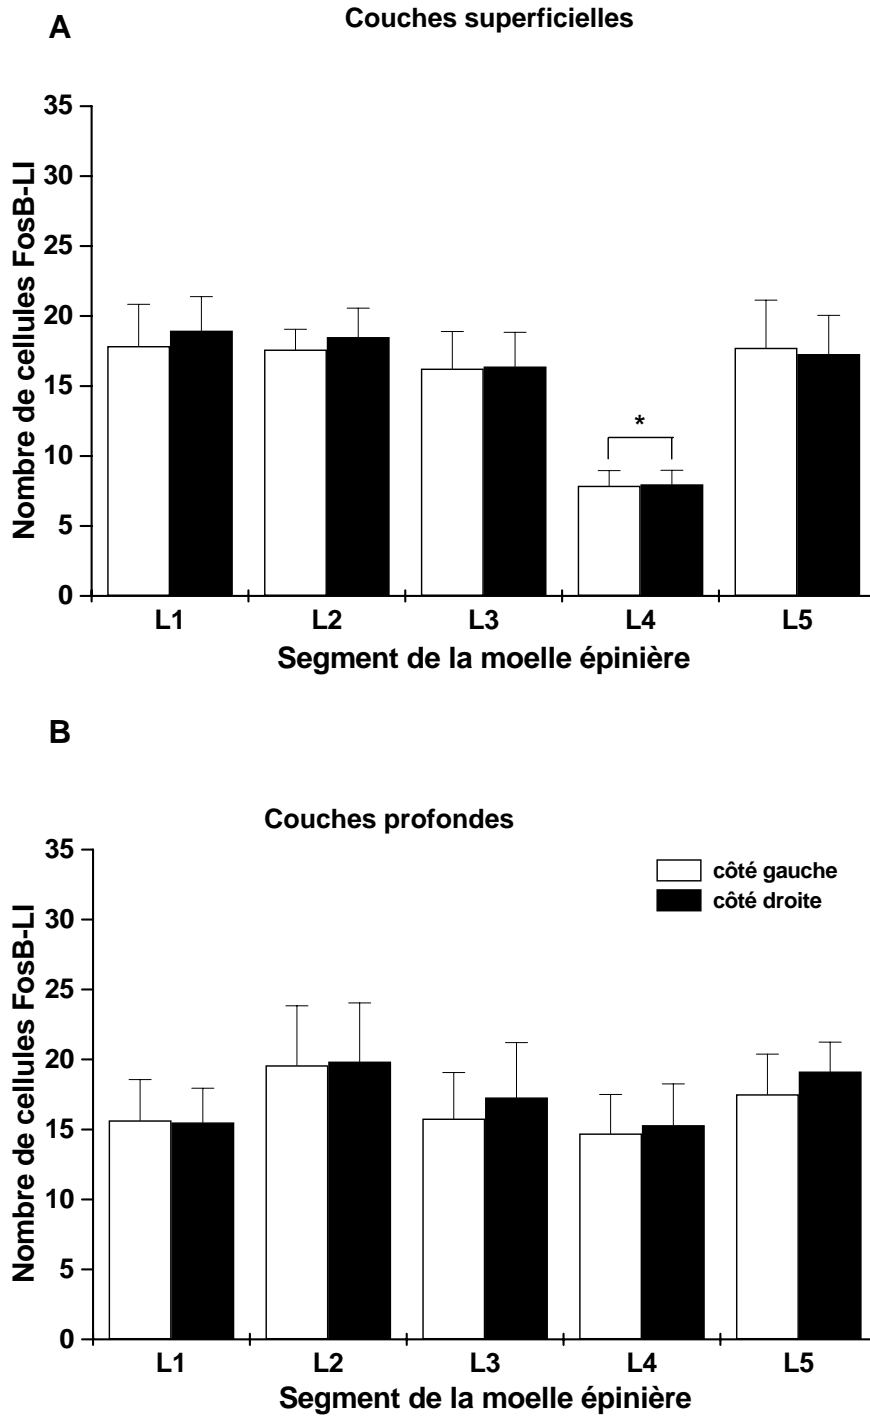 A
Couches superficielles
Nombre de cellules FosB-LI
35
30
25
20
15
10
5
0
*
L1 L2 L3 L4 L5
Segment de la moelle épinière
B
Couches profondes
Nombre de cellules FosB-LI
35
30
25
20
15
10
5
0
côté gauche
côté droite
L1 L2 L3 L4 L5
Segment de la moelle épinière